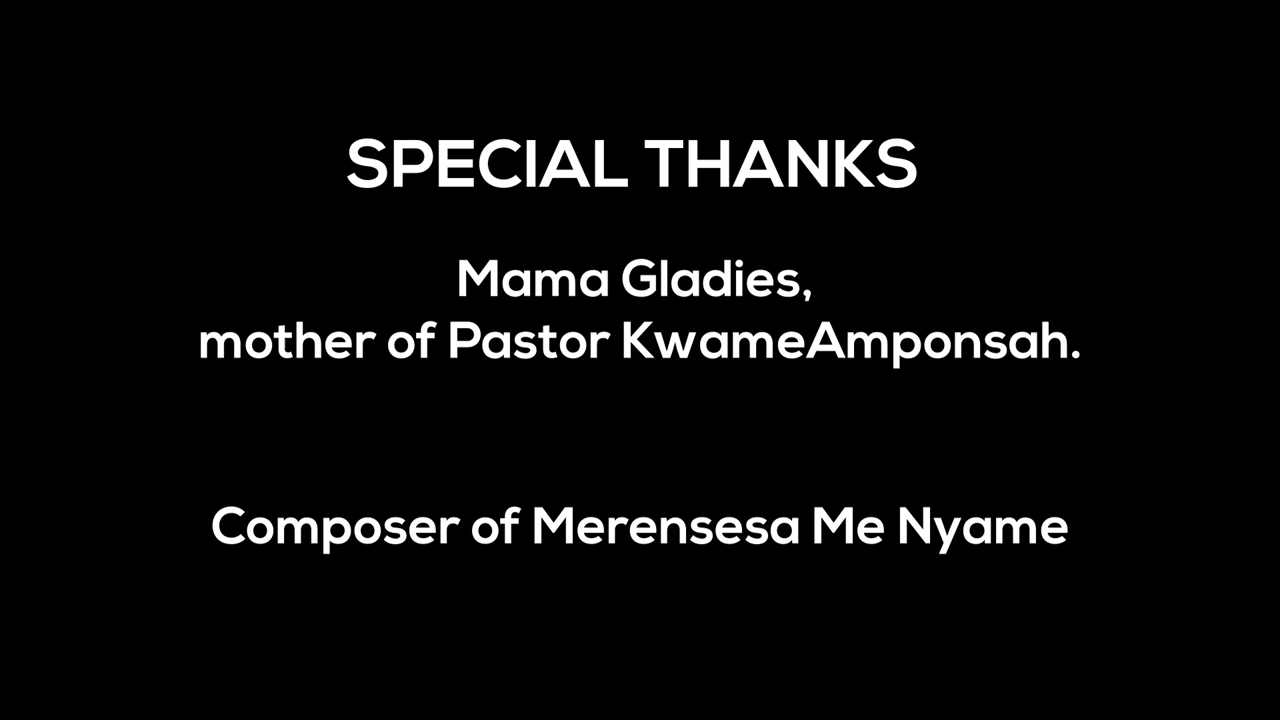 SPECIAL THANKS
Mama Gladies,
mother of Pastor KwameAmponsah.
Composer of Merensesa Me Nyame